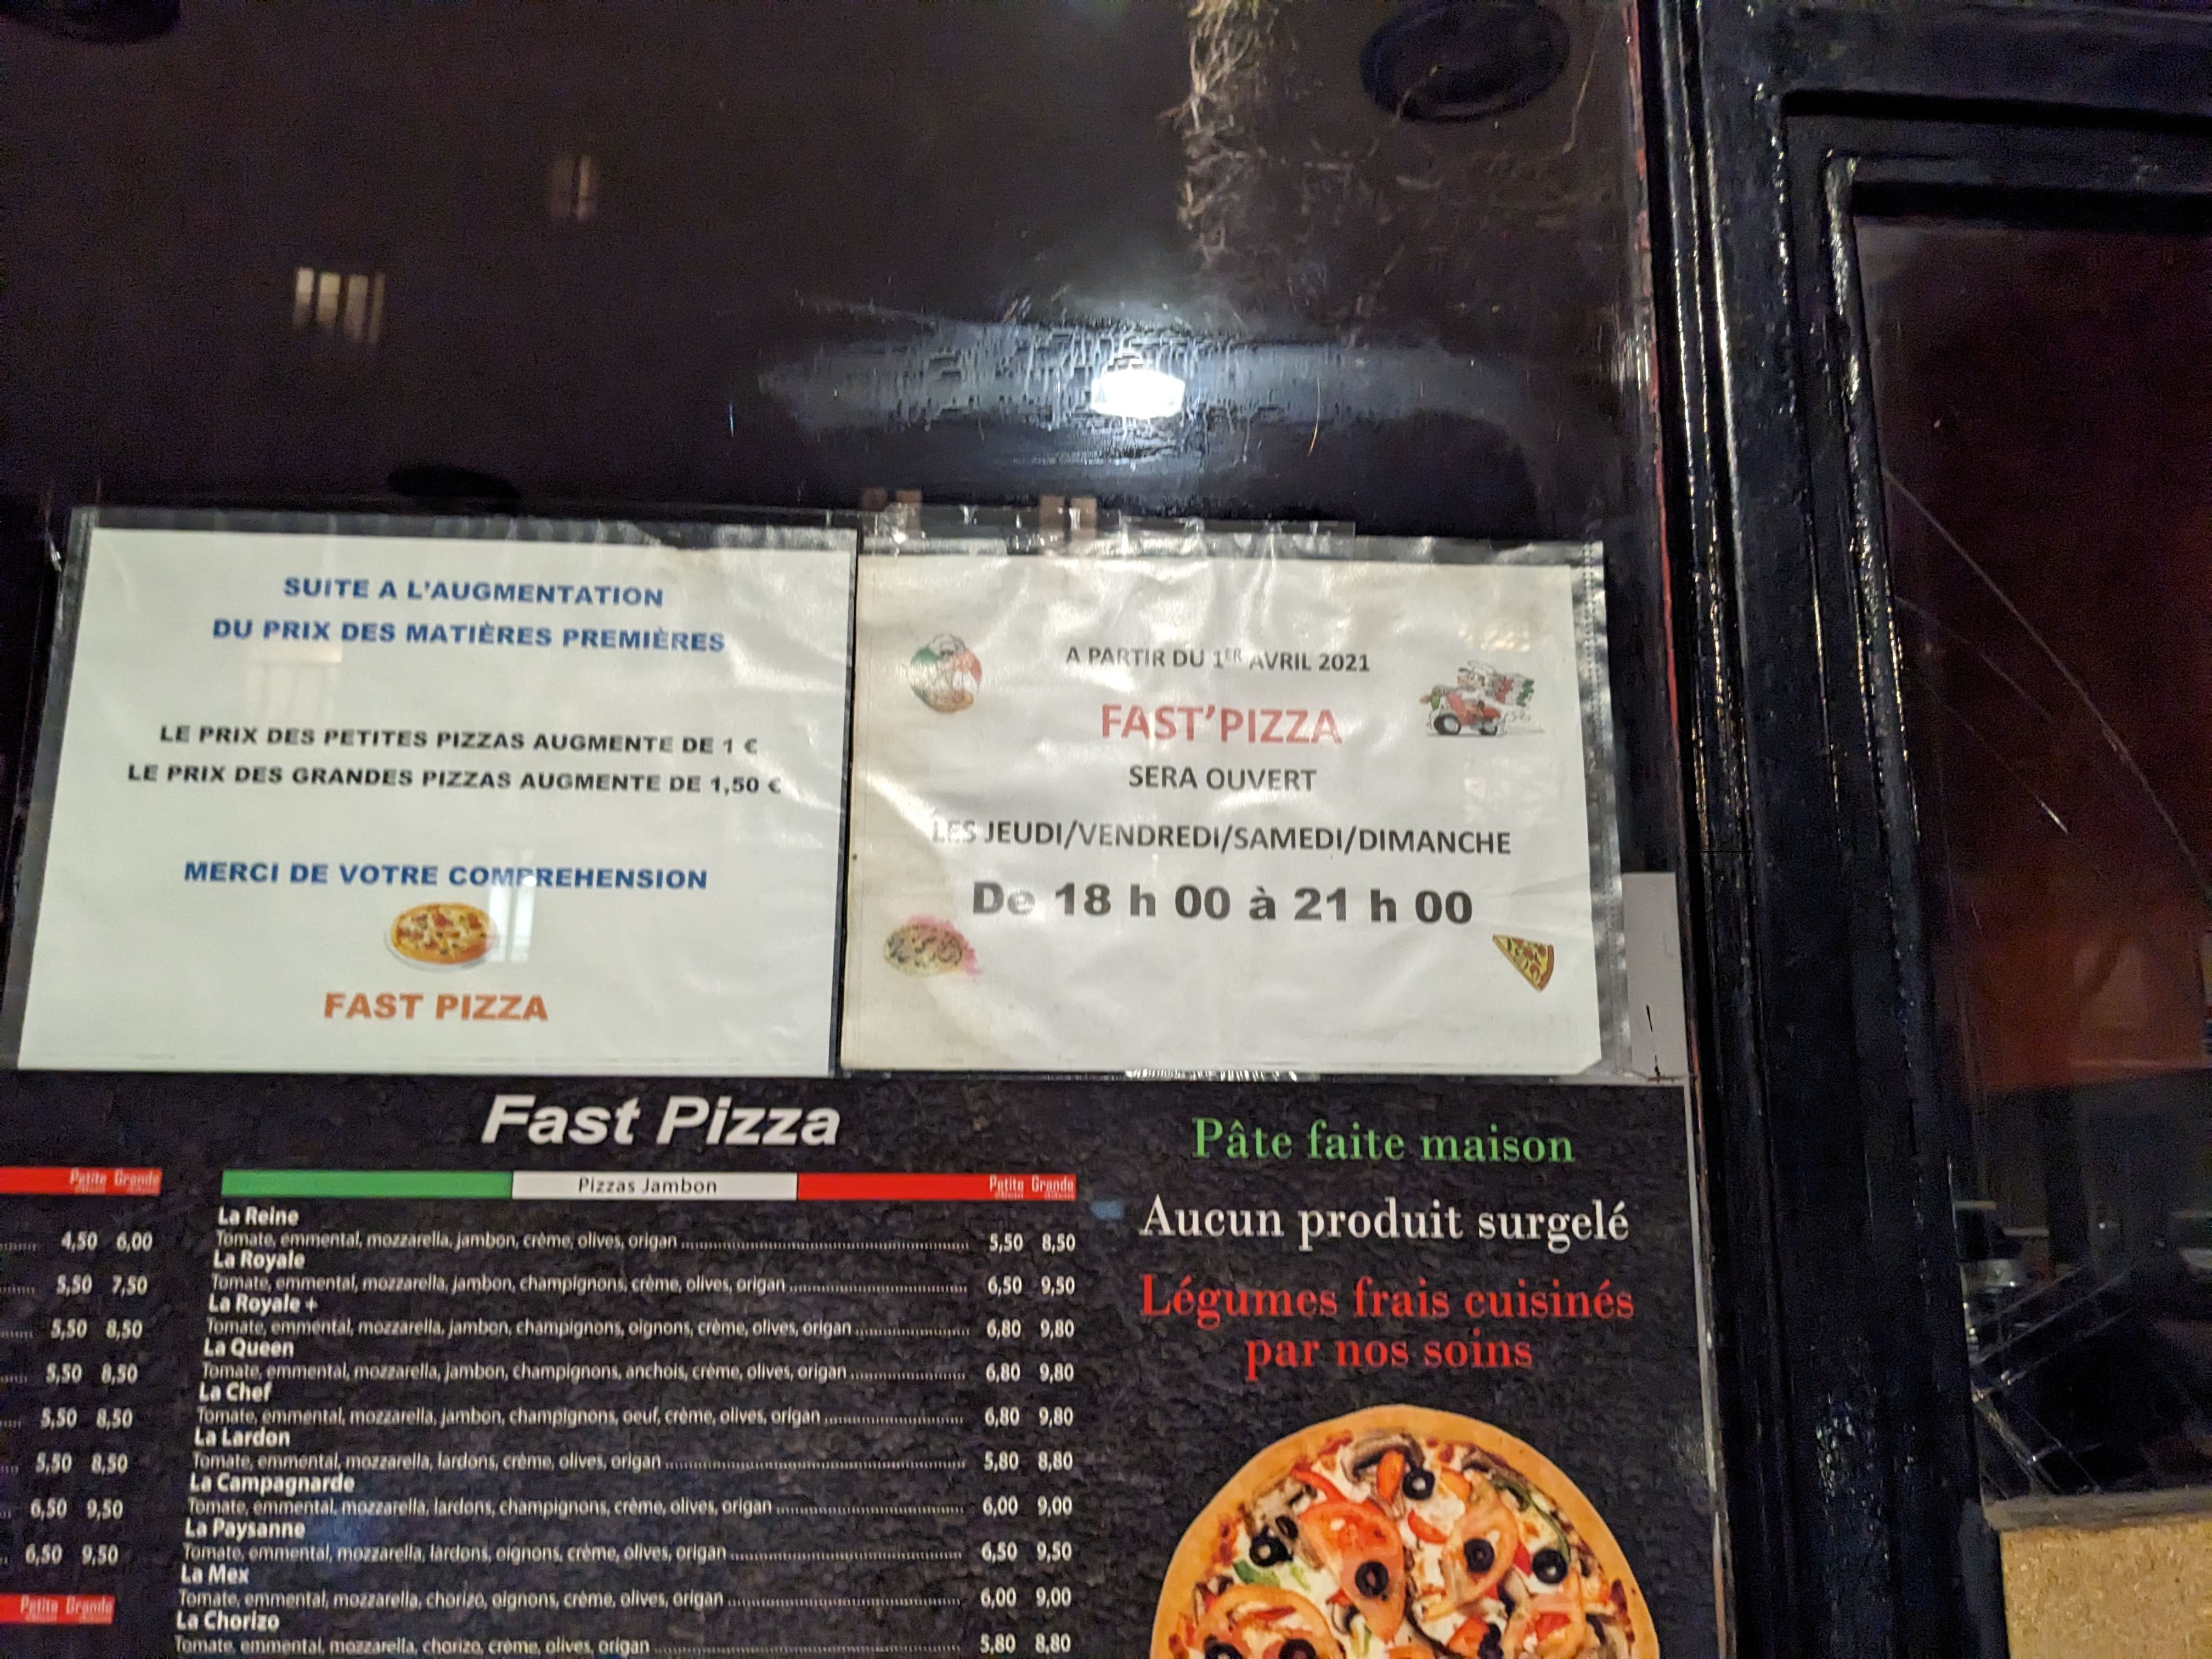 SUITE A L'AUGMENTATION
DU PRIX DES MATIÈRES PREMIÈRES
LE PRIX DES PETITES PIZZAS AUGMENTE DE 1 €
LE PRIX DES GRANDES PIZZAS AUGMENTE DE 1,50 €
MERCI DE VOTRE COMPREHENSION
FAST PIZZA
A PARTIR DU 1ER AVRIL 2021
FAST'PIZZA
SERA OUVERT
LES JEUDI/VENDREDI/SAMEDI/DIMANCHE
De 18 h 00 à 21 h 00
Petite Grande
4,50 6,00
5,50 7,50
5,50 8,50
5,50 8,50
5,50 8,50
5,50 8,50
6,50 9,50
6,50 9,50
Petite Grande
Fast Pizza
Pizzas Jambon Petite Grande
La Reine
Tomate, emmental, mozzarella, jambon, crème, olives, origan 5,50 8,50
La Royale
Tomate, emmental, mozzarella, jambon, champignons, crème, olives, origan 6,50 9,50
La Royale +
Tomate, emmental, mozzarella, jambon, champignons, oignons, crème, olives, origan 6,80 9,80
La Queen
Tomate, emmental, mozzarella, jambon, champignons, anchois, crème, olives, origan 6,80 9,80
La Chef
Tomate, emmental, mozzarella, jambon, champignons, oeuf, crème, olives, origan 6,80 9,80
La Lardon
Tomate, emmental, mozzarella, lardons, crème, olives, origan 5,80 8,80
La Campagnarde
Tomate, emmental, mozzarella, lardons, champignons, crème, olives, origan 6,00 9,00
La Paysanne
Tomate, emmental, mozzarella, lardons, oignons, crème, olives, origan 6,50 9,50
La Mex
Tomate, emmental, mozzarella, chorizo, oignons, crème, olives, origan 6,00 9,00
La Chorizo
Tomate, emmental, mozzarella, chorizo, crème, olives, origan 5,80 8,80
Pâte faite maison
Aucun produit surgelé
Légumes frais cuisinés
par nos soins